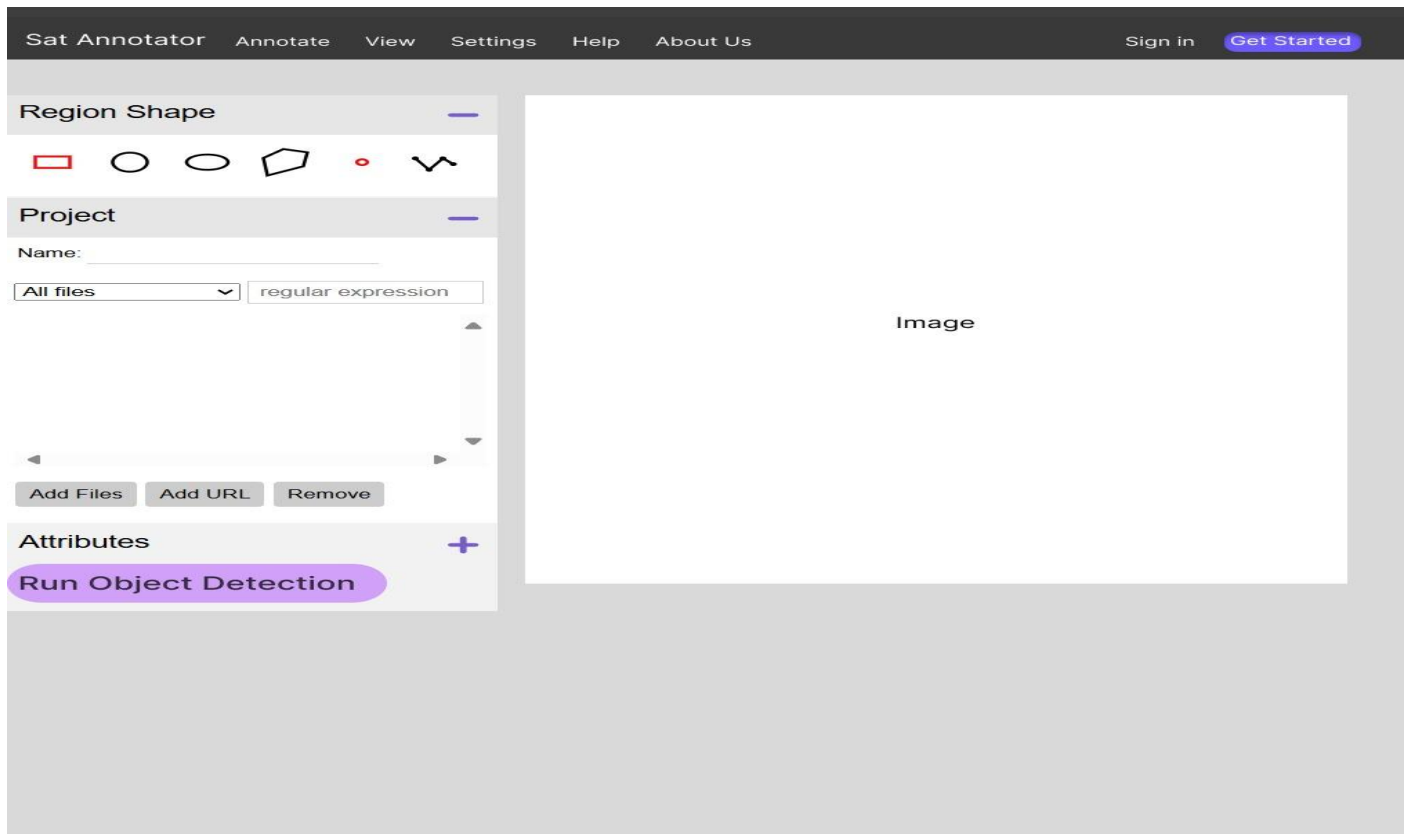 Sat Annotator Annotate View Settings Help About Us Sign in Get Started
Region Shape
Project
Name:
All files regular expression
Image
Add Files Add URL Remove
Attributes
Run Object Detection